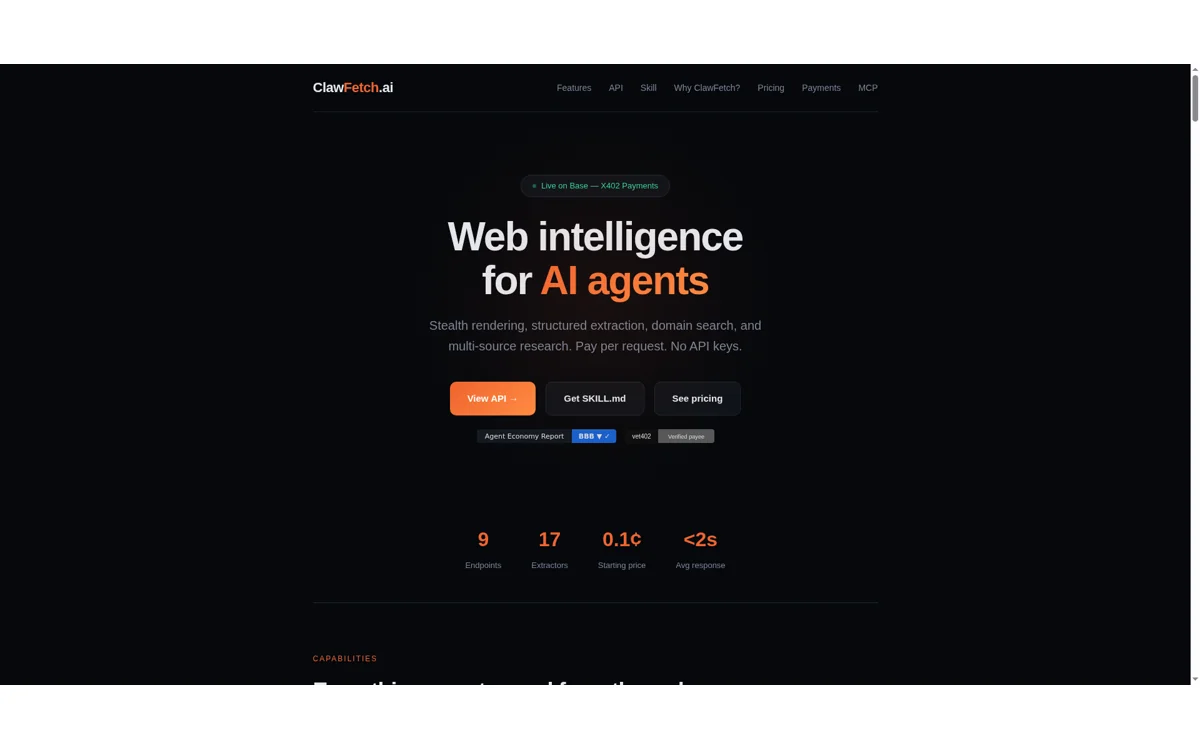 ClawFetch.ai
Features API Skill Why ClawFetch? Pricing Payments MCP
Live on Base — X402 Payments
Web intelligence
for AI agents
Stealth rendering, structured extraction, domain search, and
multi-source research. Pay per request. No API keys.
View API → Get SKILL.md See pricing
Agent Economy Report BBB ▼ ✓ vet402 Verified payee
9 17 0.1¢ <2s
Endpoints Extractors Starting price Avg response
CAPABILITIES